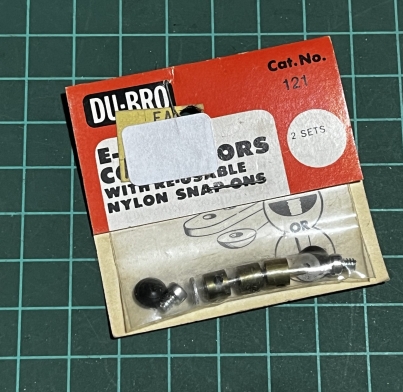 DU-BRO
Cat.No.
121
2 SETS
E- ORS
WITH RE-USABLE
NYLON SNAP-ONS
OR